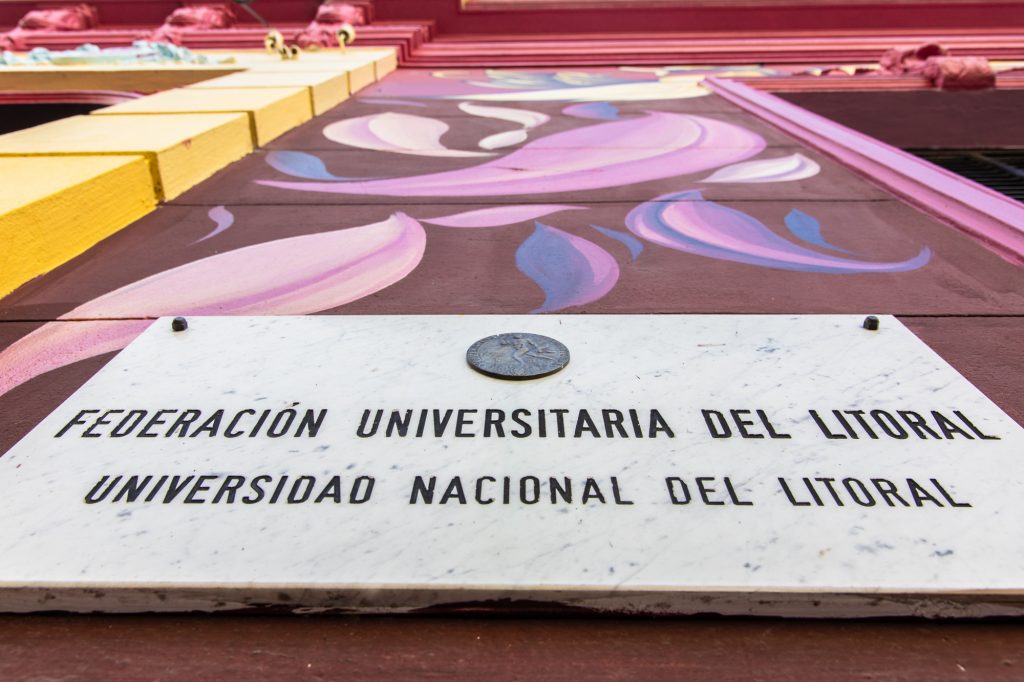 FEDERACIÓN UNIVERSITARIA DEL LITORAL
UNIVERSIDAD NACIONAL DEL LITORAL